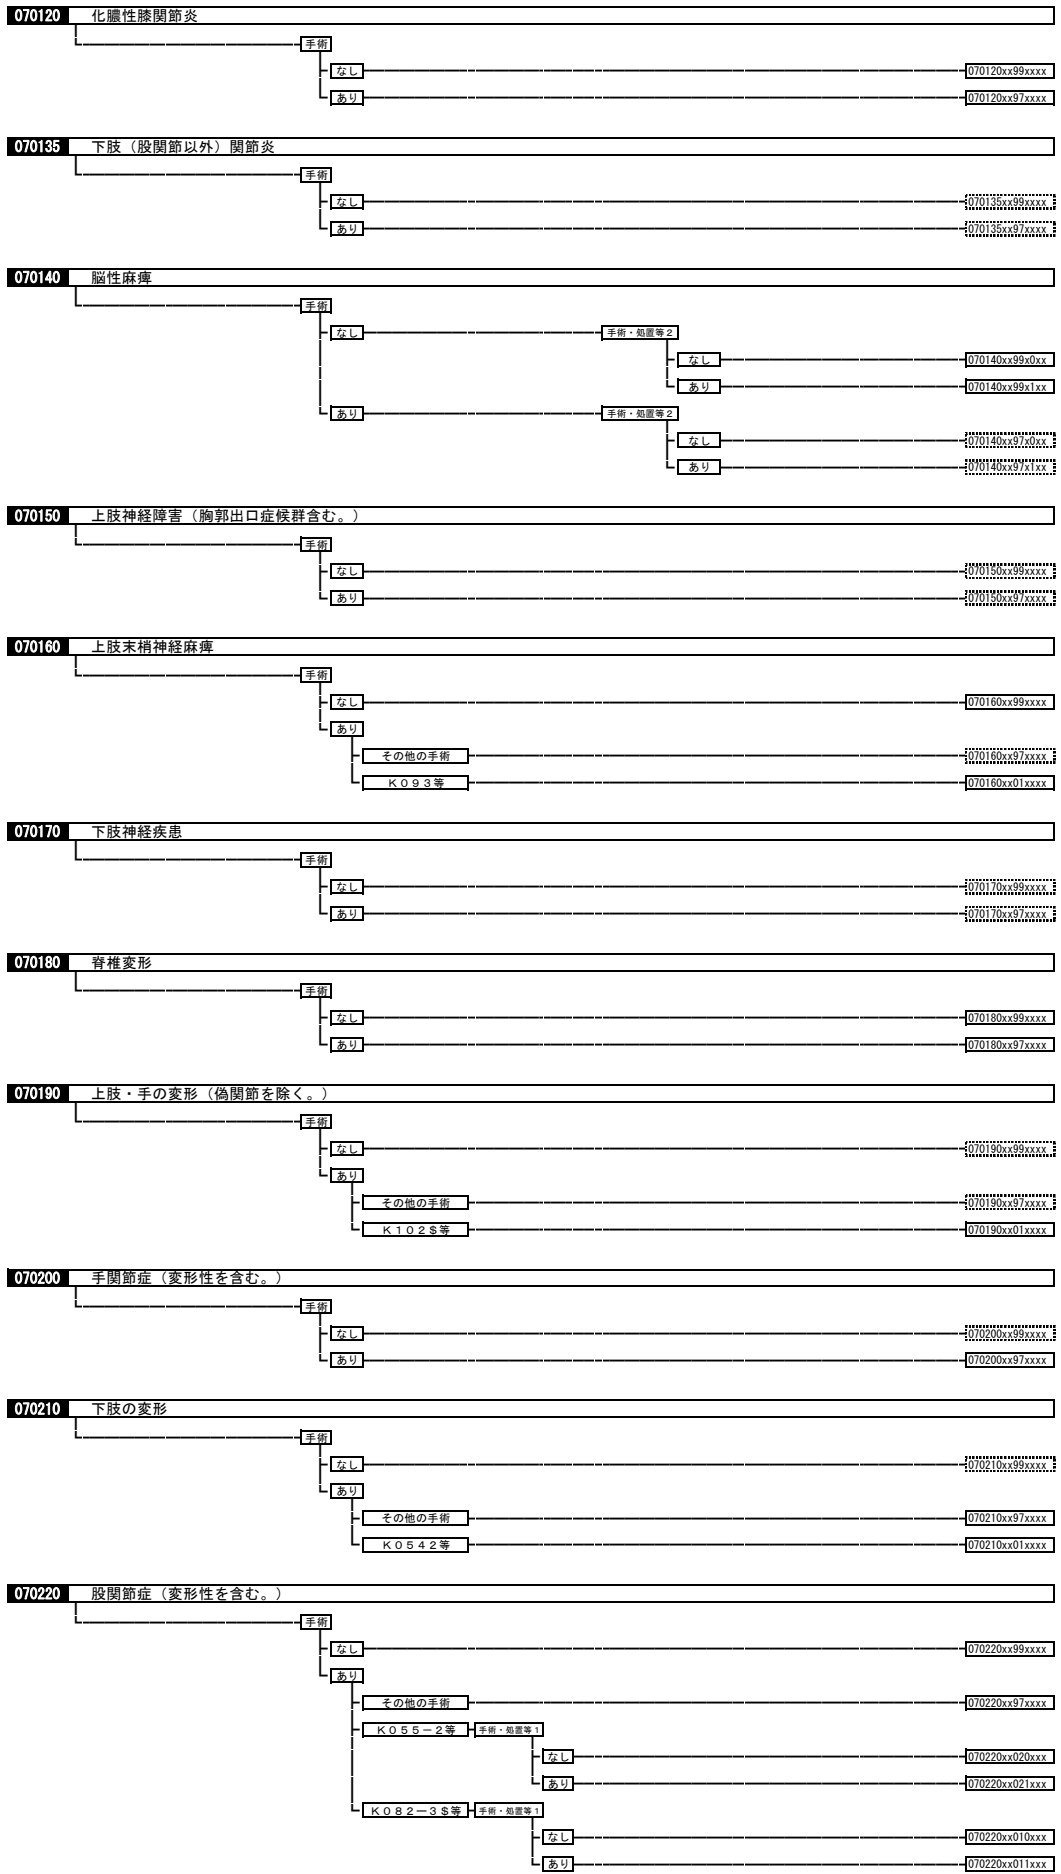 070120 化膿性膝関節炎
手術
なし 070120xx99xxxx
あり 070120xx97xxxx
070135 下肢（股関節以外）関節炎
手術
なし 070135xx99xxxx
あり 070135xx97xxxx
070140 脳性麻痺
手術
なし 手術・処置等２
なし 070140xx99x0xx
あり 070140xx99x1xx
あり 手術・処置等２
なし 070140xx97x0xx
あり 070140xx97x1xx
070150 上肢神経障害（胸郭出口症候群含む。）
手術
なし 070150xx99xxxx
あり 070150xx97xxxx
070160 上肢末梢神経麻痺
手術
なし 070160xx99xxxx
あり
その他の手術 070160xx97xxxx
Ｋ０９３等 070160xx01xxxx
070170 下肢神経疾患
手術
なし 070170xx99xxxx
あり 070170xx97xxxx
070180 脊椎変形
手術
なし 070180xx99xxxx
あり 070180xx97xxxx
070190 上肢・手の変形（偽関節を除く。）
手術
なし 070190xx99xxxx
あり
その他の手術 070190xx97xxxx
Ｋ１０２＄等 070190xx01xxxx
070200 手関節症（変形性を含む。）
手術
なし 070200xx99xxxx
あり 070200xx97xxxx
070210 下肢の変形
手術
なし 070210xx99xxxx
あり
その他の手術 070210xx97xxxx
Ｋ０５４２等 070210xx01xxxx
070220 股関節症（変形性を含む。）
手術
なし 070220xx99xxxx
あり
その他の手術 070220xx97xxxx
Ｋ０５５－２等 手術・処置等１
なし 070220xx020xxx
あり 070220xx021xxx
Ｋ０８２－３＄等 手術・処置等１
なし 070220xx010xxx
あり 070220xx011xxx